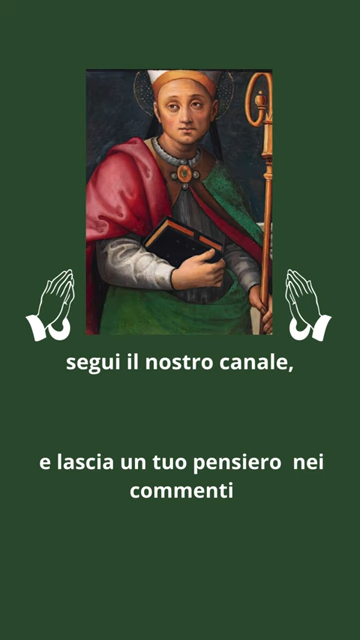 segui il nostro canale,
e lascia un tuo pensiero  nei
commenti